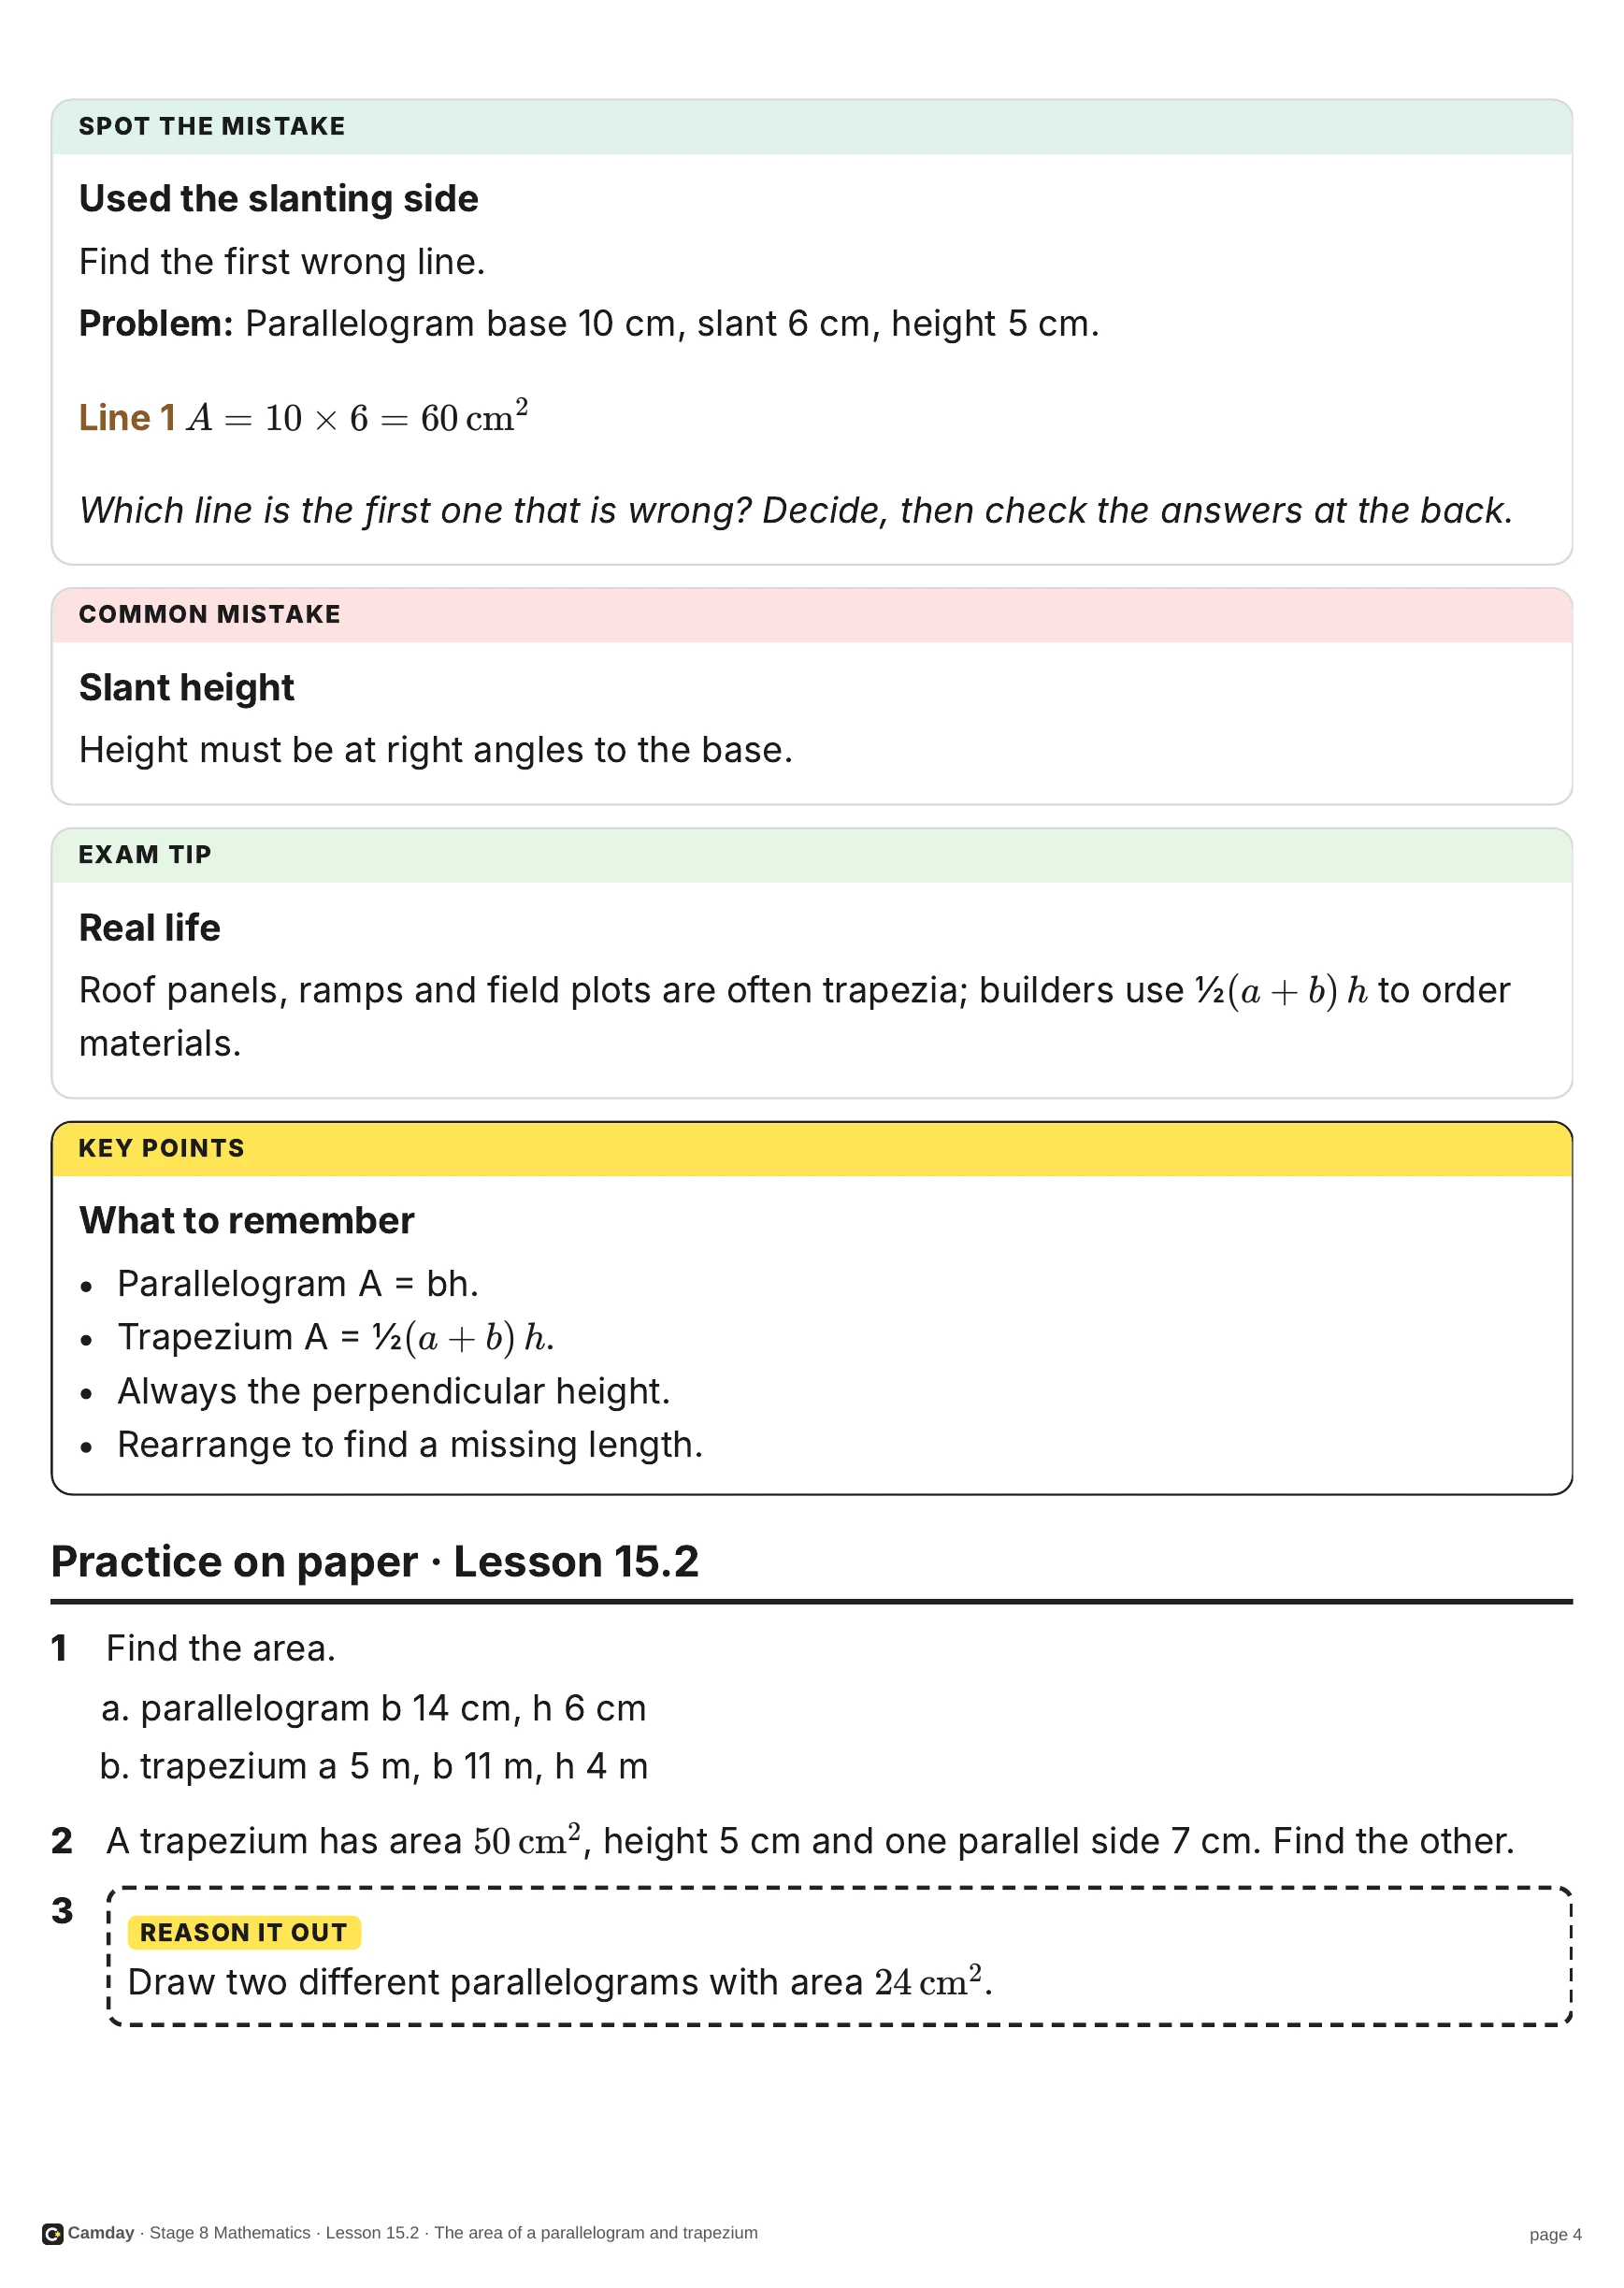 SPOT THE MISTAKE
Used the slanting side
Find the first wrong line.
Problem: Parallelogram base 10 cm, slant 6 cm, height 5 cm.
Line 1 A = 10 × 6 = 60 cm²
Which line is the first one that is wrong? Decide, then check the answers at the back.
COMMON MISTAKE
Slant height
Height must be at right angles to the base.
EXAM TIP
Real life
Roof panels, ramps and field plots are often trapezia; builders use ½(a + b) h to order
materials.
KEY POINTS
What to remember
• Parallelogram A = bh.
• Trapezium A = ½(a + b) h.
• Always the perpendicular height.
• Rearrange to find a missing length.
Practice on paper · Lesson 15.2
1 Find the area.
a. parallelogram b 14 cm, h 6 cm
b. trapezium a 5 m, b 11 m, h 4 m
2 A trapezium has area 50 cm², height 5 cm and one parallel side 7 cm. Find the other.
3
REASON IT OUT
Draw two different parallelograms with area 24 cm².
Camday · Stage 8 Mathematics · Lesson 15.2 · The area of a parallelogram and trapezium
page 4